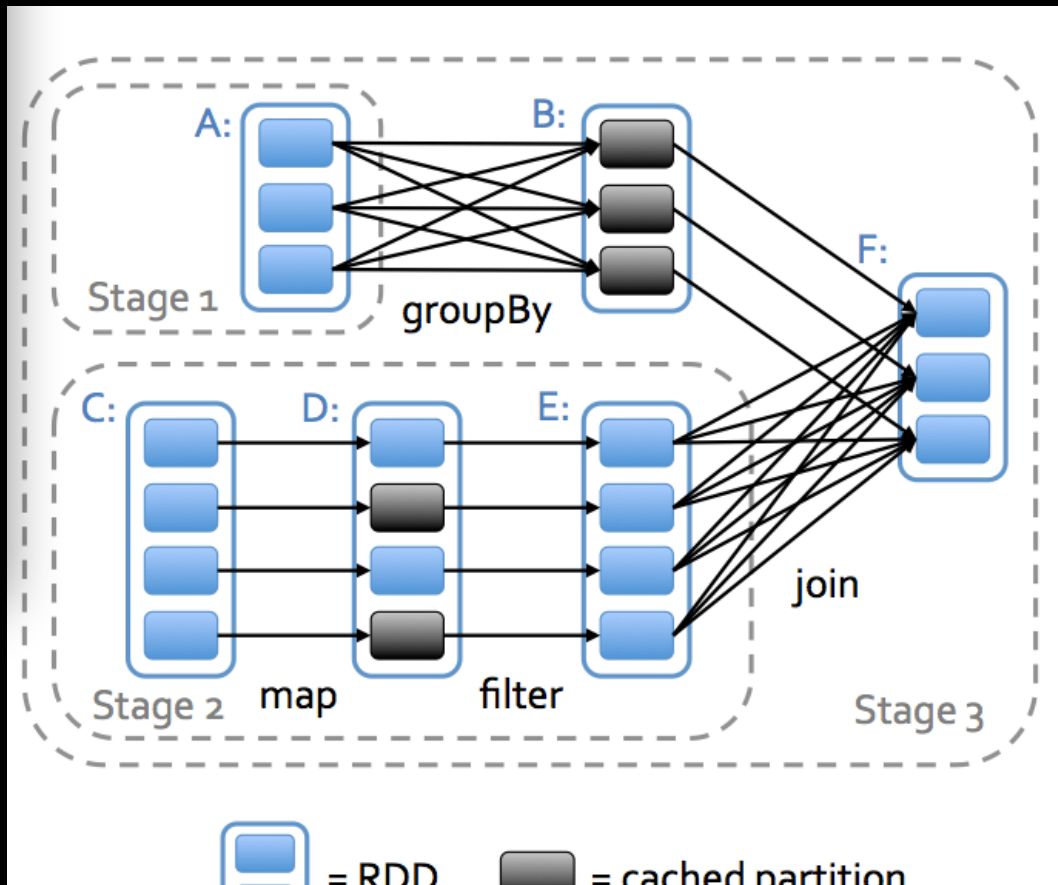 A:
B:
Stage 1
groupBy
F:
C:
D:
E:
join
Stage 2
map
filter
Stage 3
= RDD
= cached partition